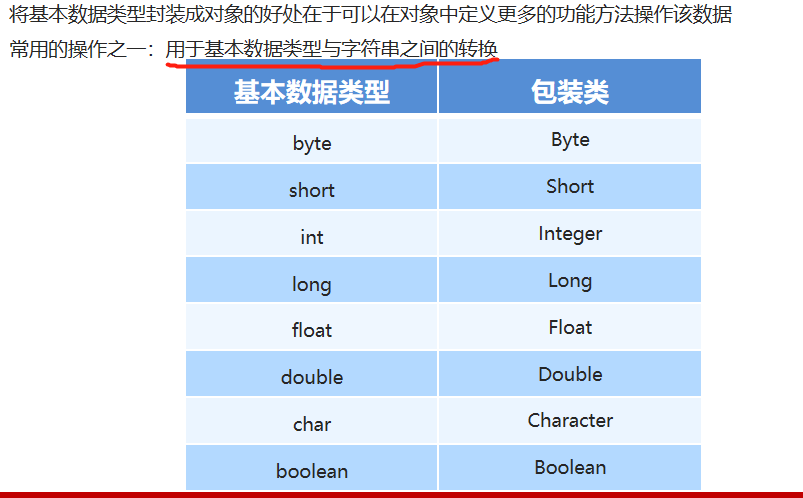 将基本数据类型封装成对象的好处在于可以在对象中定义更多的功能方法操作该数据
常用的操作之一：用于基本数据类型与字符串之间的转换
基本数据类型 包装类
byte Byte
short Short
int Integer
long Long
float Float
double Double
char Character
boolean Boolean